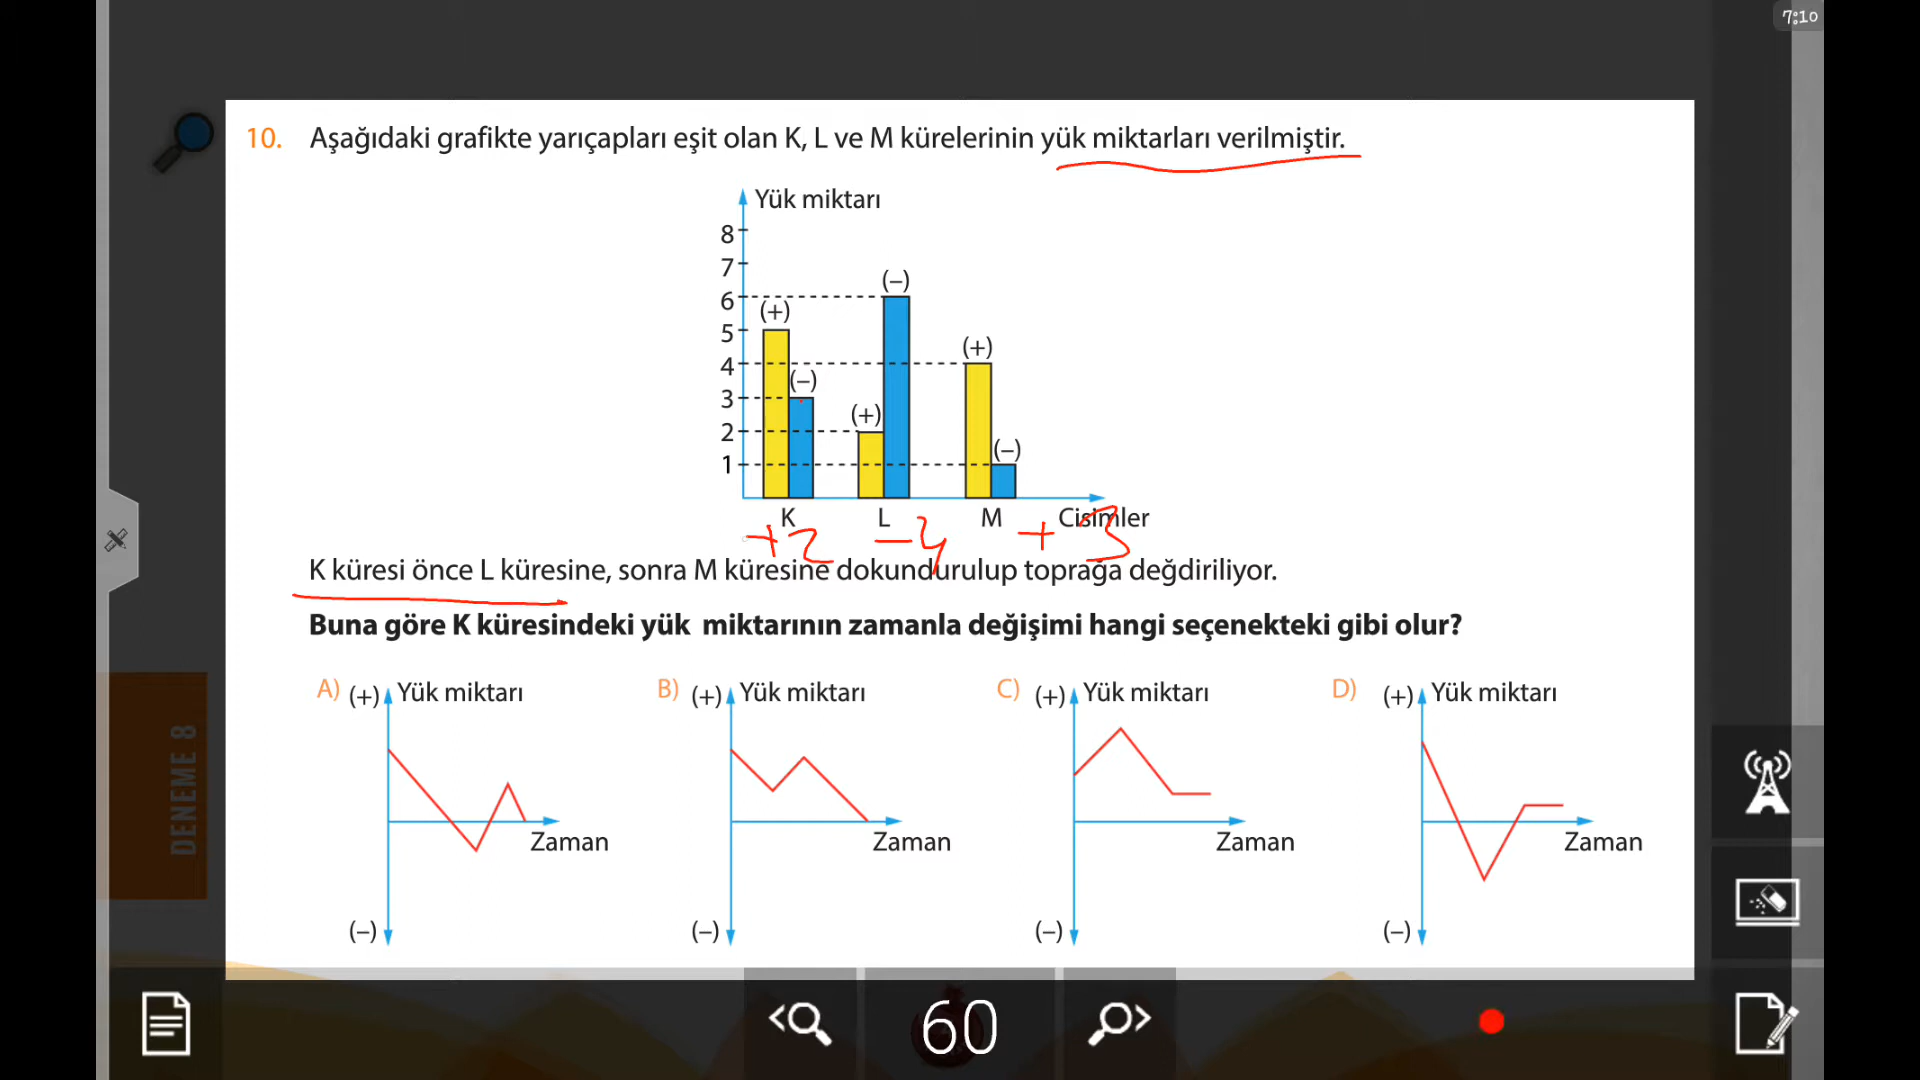 7:10
10. Aşağıdaki grafikte yarıçapları eşit olan K, L ve M kürelerinin yük miktarları verilmiştir.
Yük miktarı
8
7
6
5
4
3
2
1
(+)
(–)
(+)
(–)
(+)
(–)
K L M Cisimler
+2 –4 +3
K küresi önce L küresine, sonra M küresine dokundurulup toprağa değdiriliyor.
Buna göre K küresindeki yük miktarının zamanla değişimi hangi seçenekteki gibi olur?
A) (+) Yük miktarı
Zaman
(–)
B) (+) Yük miktarı
Zaman
(–)
C) (+) Yük miktarı
Zaman
(–)
D) (+) Yük miktarı
Zaman
(–)
DENEME 8
60